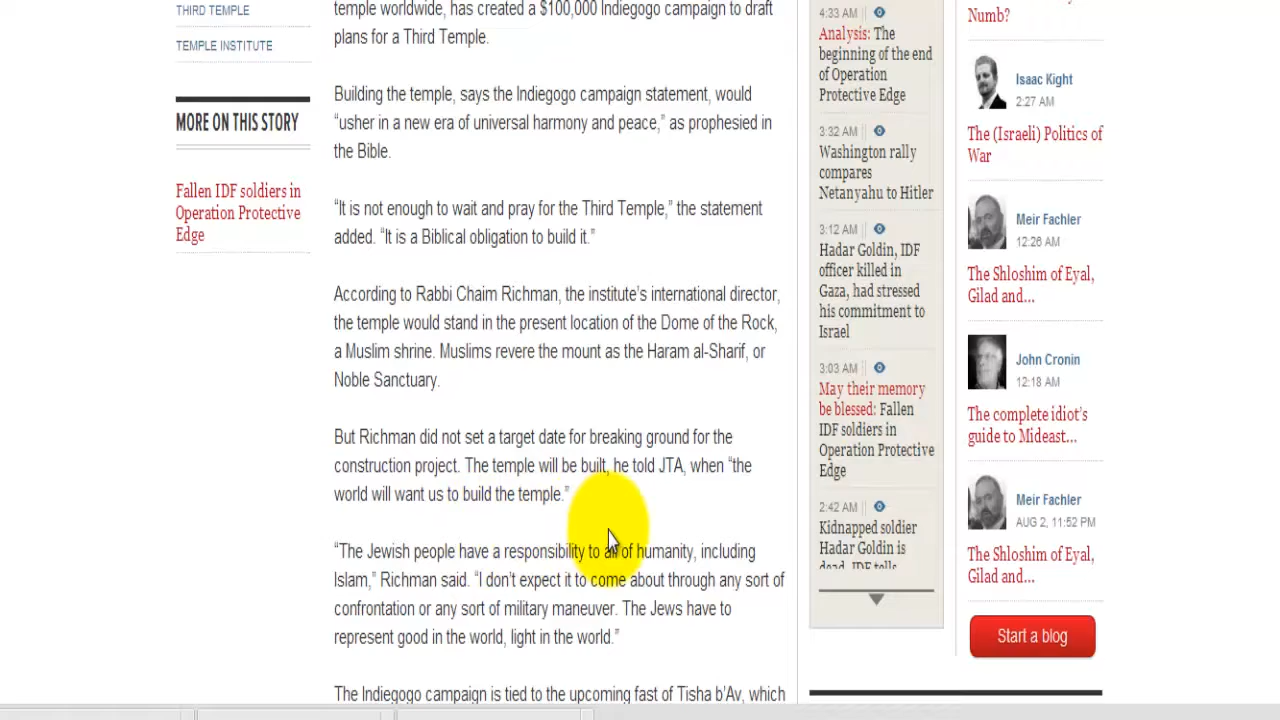 THIRD TEMPLE
TEMPLE INSTITUTE
MORE ON THIS STORY
Fallen IDF soldiers in
Operation Protective
Edge
temple worldwide, has created a $100,000 Indiegogo campaign to draft
plans for a Third Temple.
Building the temple, says the Indiegogo campaign statement, would
“usher in a new era of universal harmony and peace,” as prophesied in
the Bible.
“It is not enough to wait and pray for the Third Temple,” the statement
added. “It is a Biblical obligation to build it.”
According to Rabbi Chaim Richman, the institute’s international director,
the temple would stand in the present location of the Dome of the Rock,
a Muslim shrine. Muslims revere the mount as the Haram al-Sharif, or
Noble Sanctuary.
But Richman did not set a target date for breaking ground for the
construction project. The temple will be built, he told JTA, when “the
world will want us to build the temple.”
“The Jewish people have a responsibility to all of humanity, including
Islam,” Richman said. “I don’t expect it to come about through any sort of
confrontation or any sort of military maneuver. The Jews have to
represent good in the world, light in the world.”
The Indiegogo campaign is tied to the upcoming fast of Tisha b’Av, which
4:33 AM
Analysis: The
beginning of the end
of Operation
Protective Edge
3:32 AM
Washington rally
compares
Netanyahu to Hitler
3:12 AM
Hadar Goldin, IDF
officer killed in
Gaza, had stressed
his commitment to
Israel
3:03 AM
May their memory
be blessed: Fallen
IDF soldiers in
Operation Protective
Edge
2:42 AM
Kidnapped soldier
Hadar Goldin is
dead, IDF tells
Numb?
Isaac Kight
2:27 AM
The (Israeli) Politics of
War
Meir Fachler
12:26 AM
The Shloshim of Eyal,
Gilad and...
John Cronin
12:18 AM
The complete idiot’s
guide to Mideast...
Meir Fachler
AUG 2, 11:52 PM
The Shloshim of Eyal,
Gilad and...
Start a blog